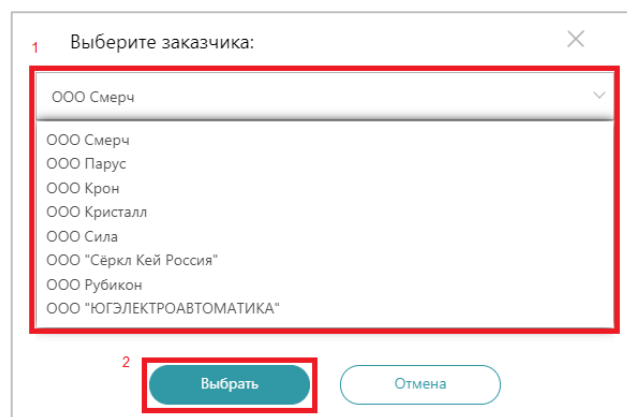 1 Выберите заказчика:
ООО Смерч
ООО Смерч
ООО Парус
ООО Крон
ООО Кристалл
ООО Сила
ООО "Сёркл Кей Россия"
ООО Рубикон
ООО "ЮГЭЛЕКТРОАВТОМАТИКА"
2
Выбрать Отмена